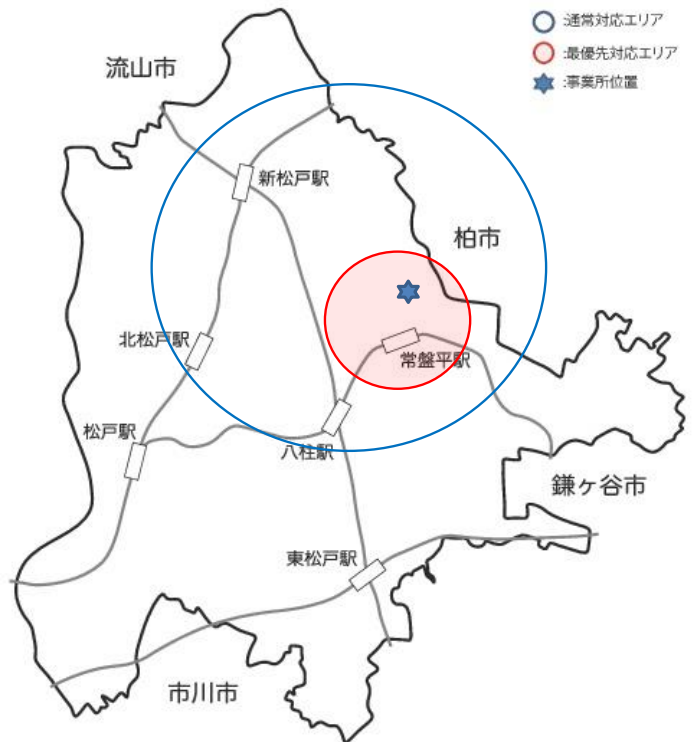 :通常対応エリア
:最優先対応エリア
:事業所位置
流山市
新松戸駅
柏市
北松戸駅
常盤平駅
松戸駅
八柱駅
鎌ヶ谷市
東松戸駅
市川市